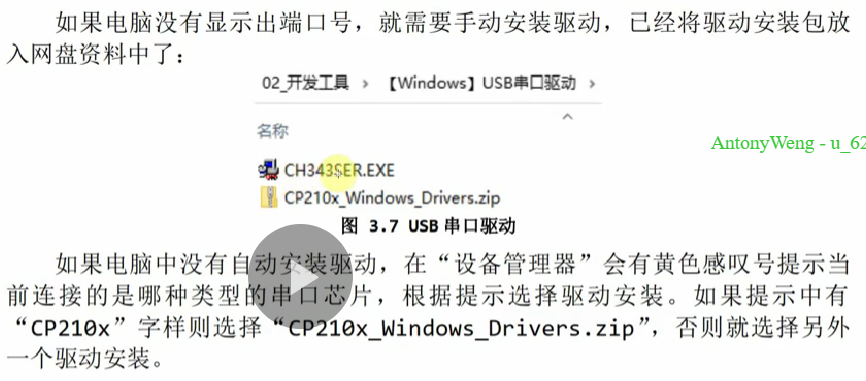 如果电脑没有显示出端口号，就需要手动安装驱动，已经将驱动安装包放
入网盘资料中了：
02_开发工具 › 【Windows】USB串口驱动 ›
名称
AntonyWeng - u_62
CH343SER.EXE
CP210x_Windows_Drivers.zip
图 3.7 USB 串口驱动
如果电脑中没有自动安装驱动，在“设备管理器”会有黄色感叹号提示当
前连接的是哪种类型的串口芯片，根据提示选择驱动安装。如果提示中有
“CP210x”字样则选择“CP210x_Windows_Drivers.zip”，否则就选择另外
一个驱动安装。